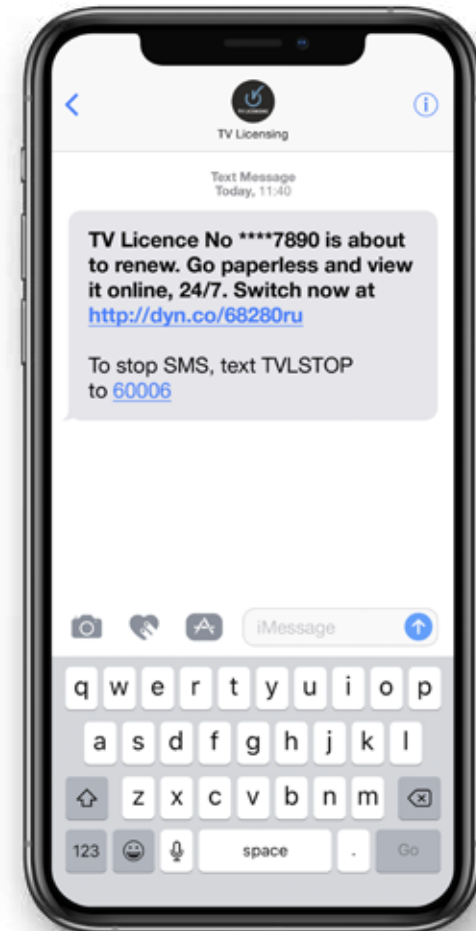 TV Licensing
Text Message
Today, 11:40
TV Licence No ****7890 is about
to renew. Go paperless and view
it online, 24/7. Switch now at
http://dyn.co/68280ru
To stop SMS, text TVLSTOP
to 60006
iMessage
q w e r t y u i o p
a s d f g h j k l
z x c v b n m
123 space . Go